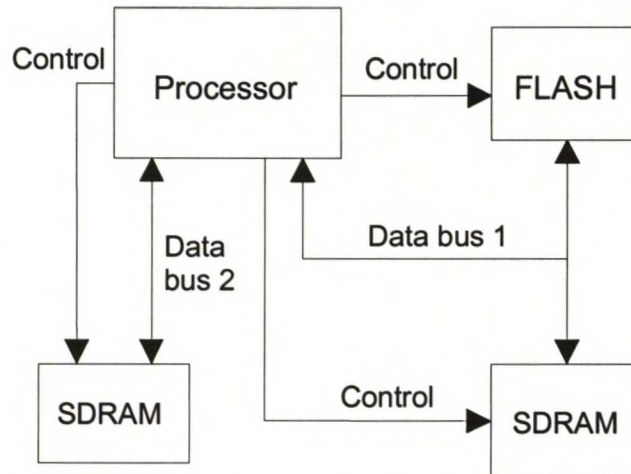 Control
Processor
Control
FLASH
Data
bus 2
Data bus 1
SDRAM
Control
SDRAM